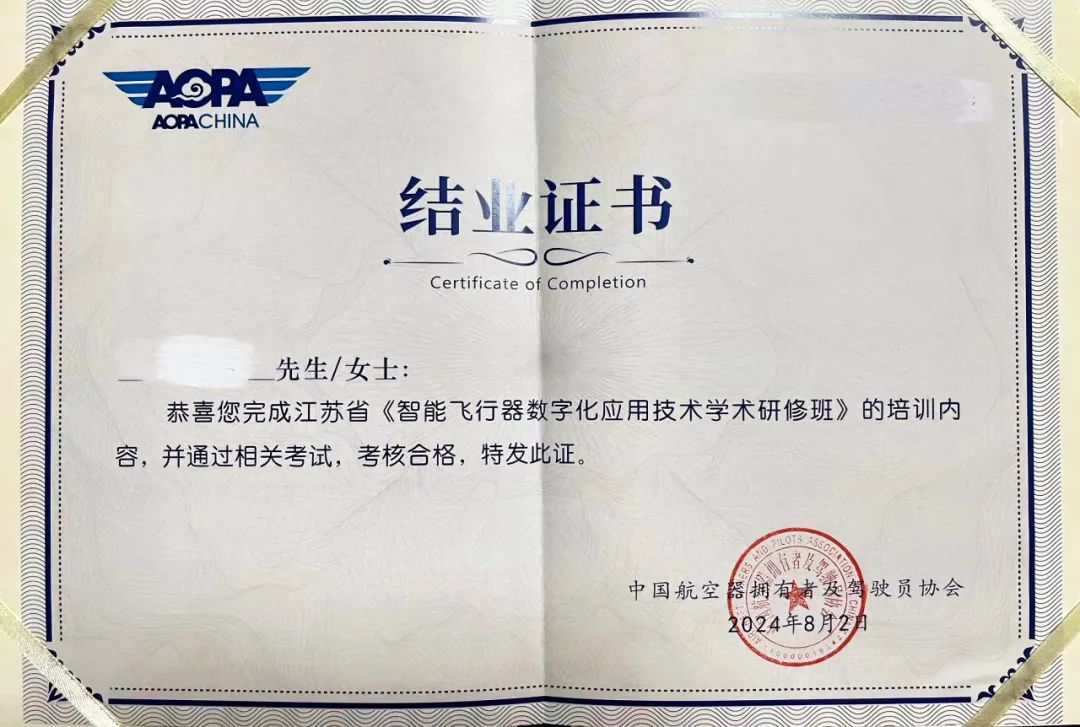 AOPA
AOPA CHINA
结业证书
Certificate of Completion
先生/女士：
恭喜您完成江苏省《智能飞行器数字化应用技术学术研修班》的培训内
容，并通过相关考试，考核合格，特发此证。
中国航空器拥有者及驾驶员协会
2024年8月2日